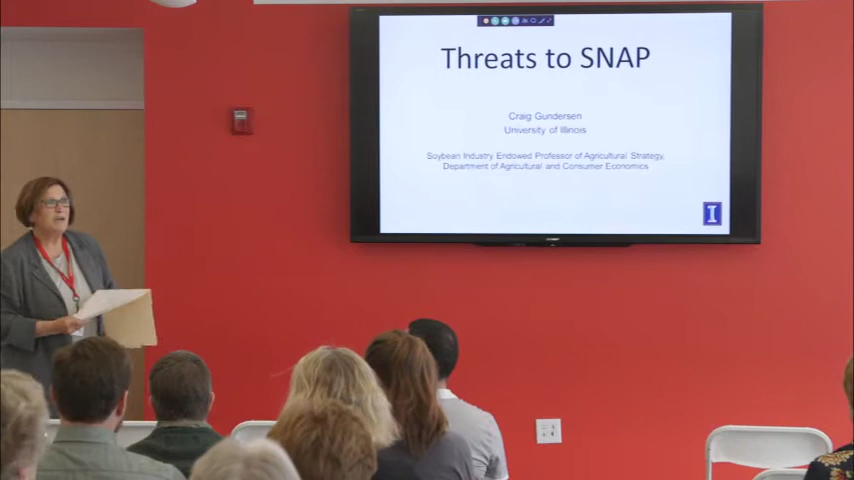 Threats to SNAP
Craig Gundersen
University of Illinois
Soybean Industry Endowed Professor of Agricultural Strategy,
Department of Agricultural and Consumer Economics
I